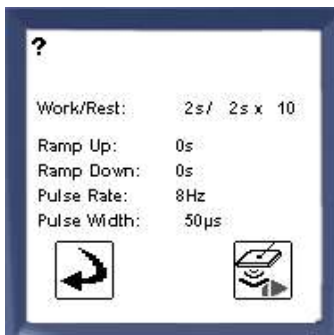 ?
Work/Rest: 2s/ 2s x 10
Ramp Up: 0s
Ramp Down: 0s
Pulse Rate: 8Hz
Pulse Width: 50µs